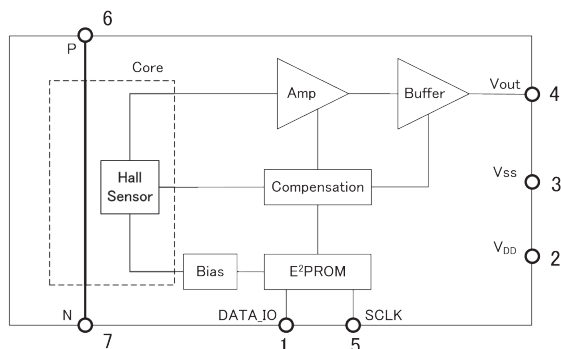 6
P
Core
Amp
Buffer
Vout
4
Hall
Sensor
Compensation
Vss
3
VDD
2
Bias
E²PROM
N
DATA_IO
SCLK
7
1
5